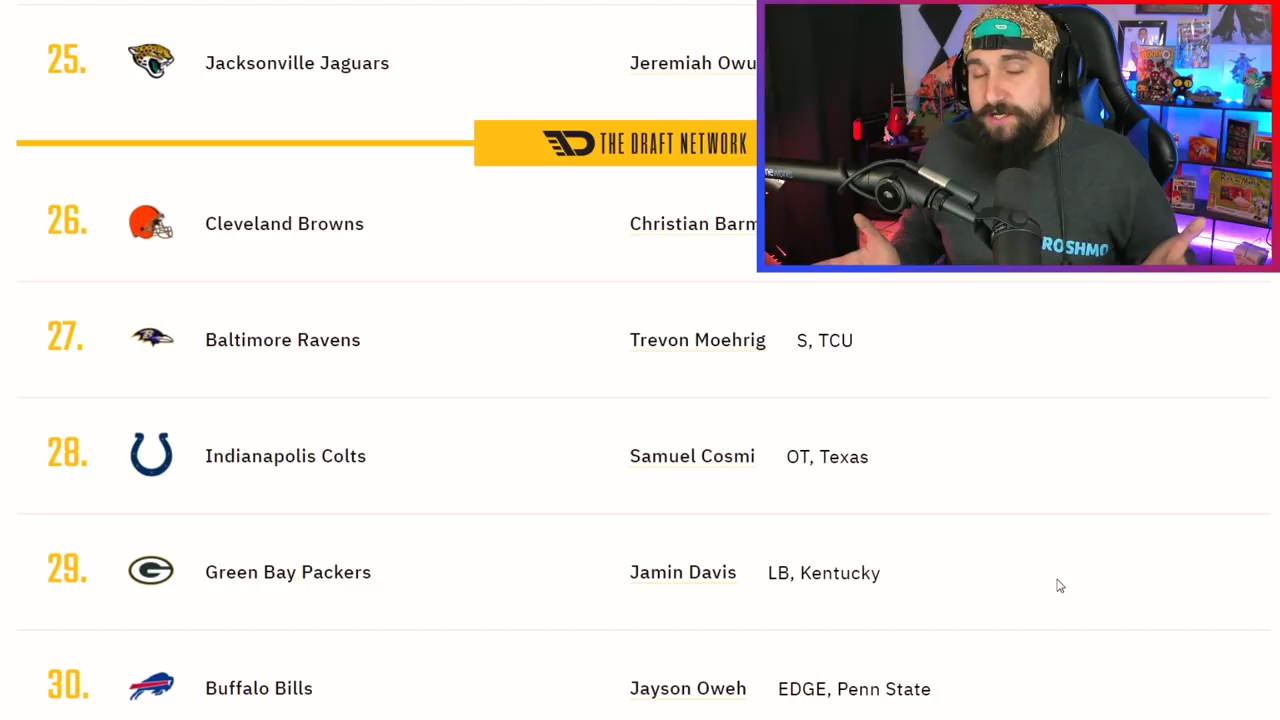 25. Jacksonville Jaguars Jeremiah
THE DRAFT NETWORK
26. Cleveland Browns Christian
27. Baltimore Ravens Trevon Moehrig S, TCU
28. Indianapolis Colts Samuel Cosmi OT, Texas
29. Green Bay Packers Jamin Davis LB, Kentucky
30. Buffalo Bills Jayson Oweh EDGE, Penn State